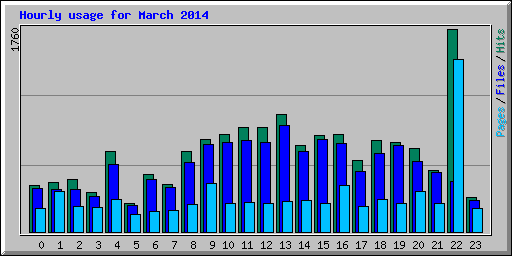 Hourly usage for March 2014
1760
Pages / Files / Hits
0 1 2 3 4 5 6 7 8 9 10 11 12 13 14 15 16 17 18 19 20 21 22 23